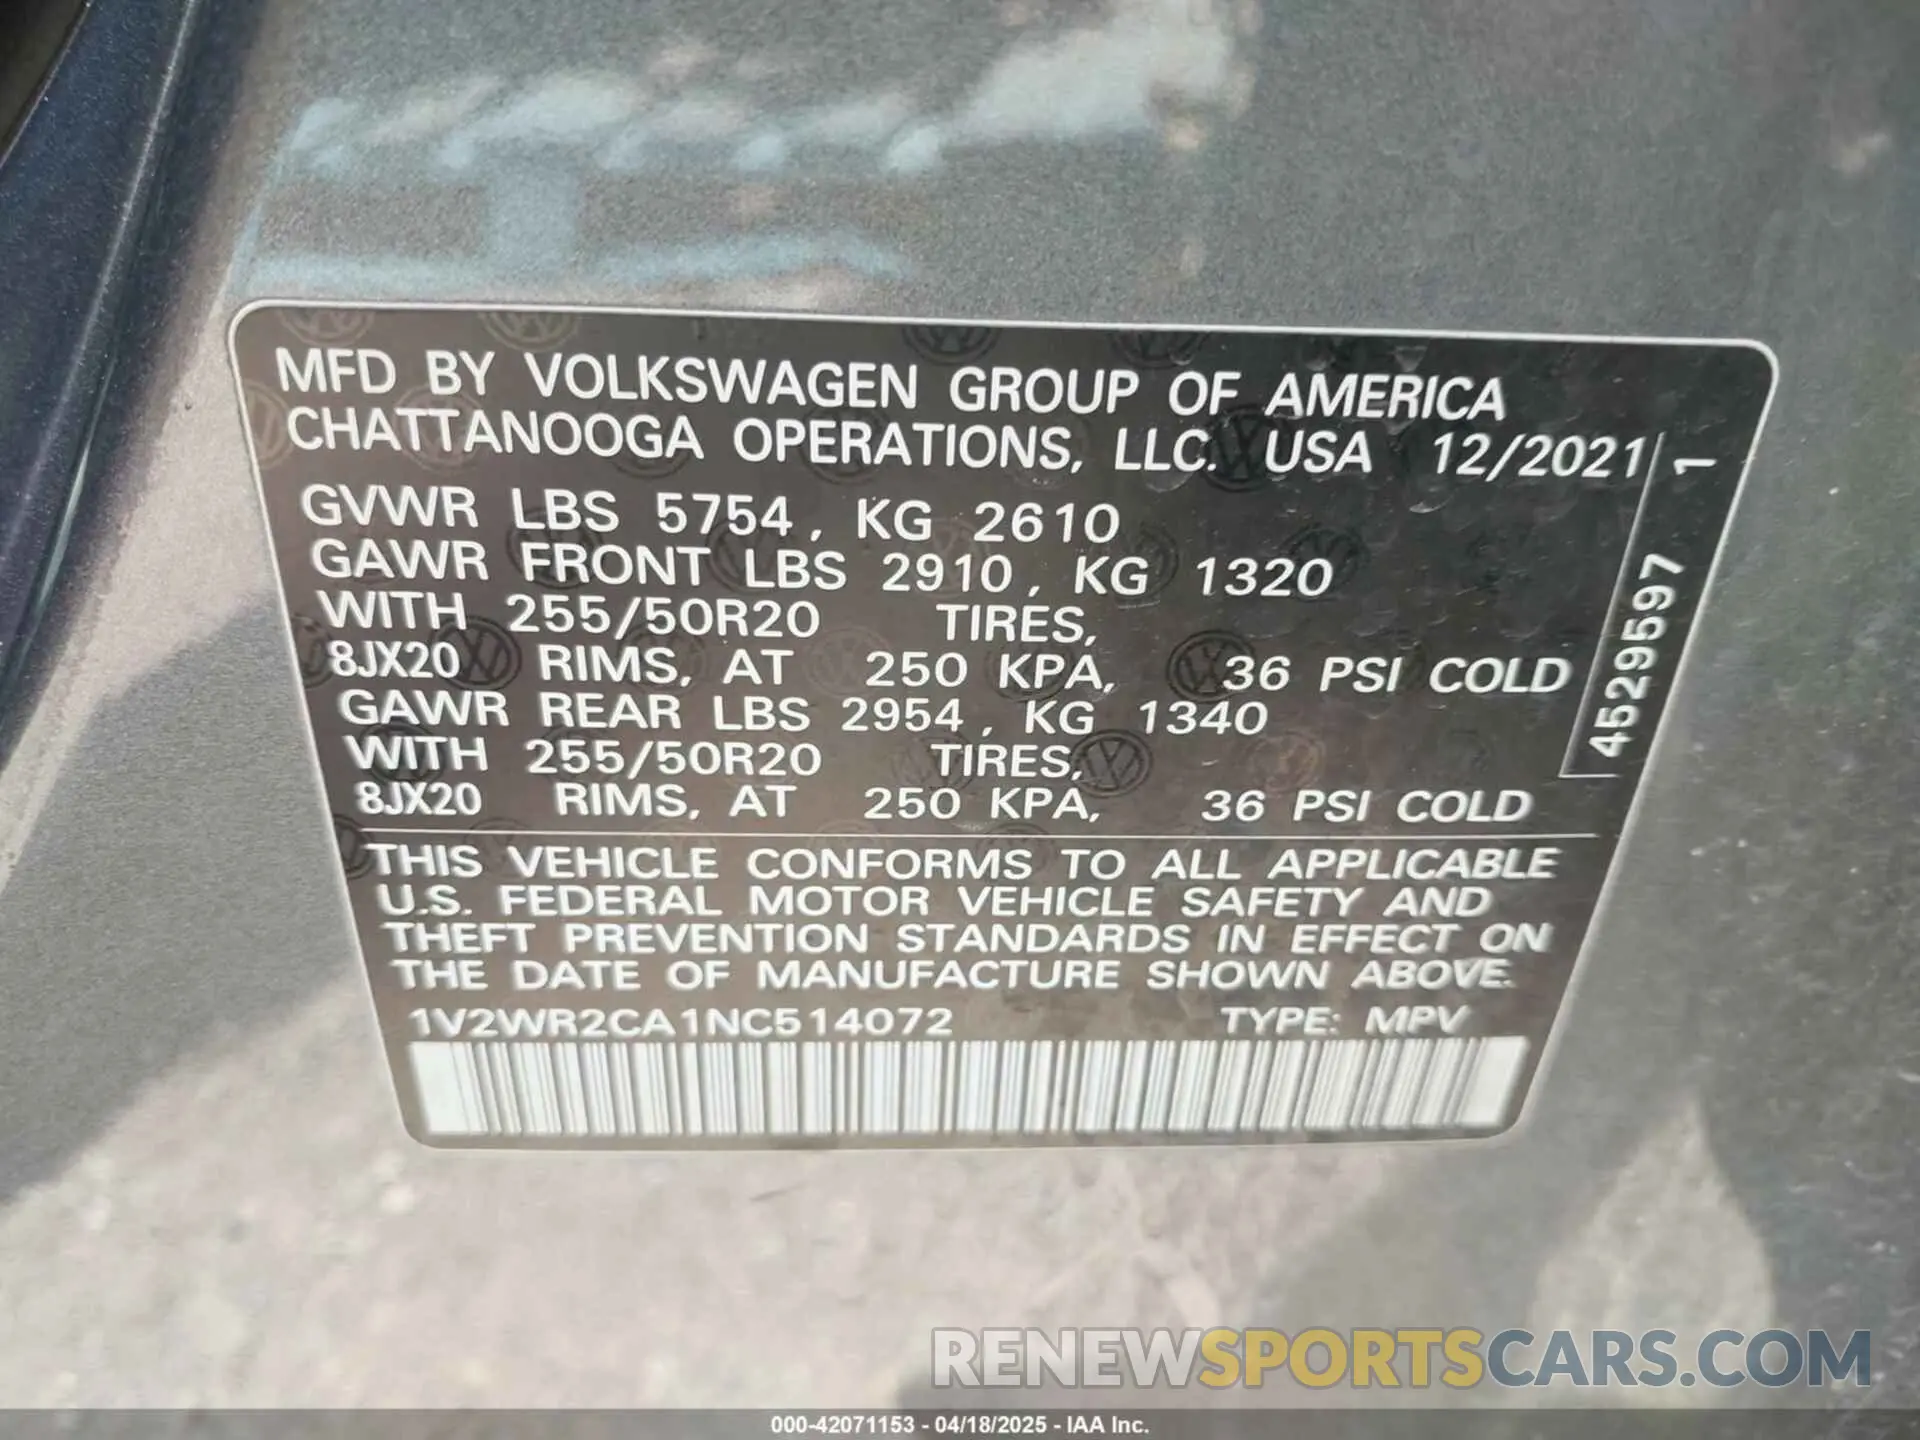 MFD BY VOLKSWAGEN GROUP OF AMERICA
CHATTANOOGA OPERATIONS, LLC. USA 12/2021
GVWR LBS 5754, KG 2610
GAWR FRONT LBS 2910, KG 1320
WITH 255/50R20 TIRES,
8JX20 RIMS, AT 250 KPA, 36 PSI COLD
GAWR REAR LBS 2954, KG 1340
WITH 255/50R20 TIRES,
8JX20 RIMS, AT 250 KPA, 36 PSI COLD
4529597 1
THIS VEHICLE CONFORMS TO ALL APPLICABLE
U.S. FEDERAL MOTOR VEHICLE SAFETY AND
THEFT PREVENTION STANDARDS IN EFFECT ON
THE DATE OF MANUFACTURE SHOWN ABOVE.
1V2WR2CA1NC514072 TYPE: MPV
RENEWSPORTSCARS.COM
000-42071153 - 04/18/2025 - IAA Inc.